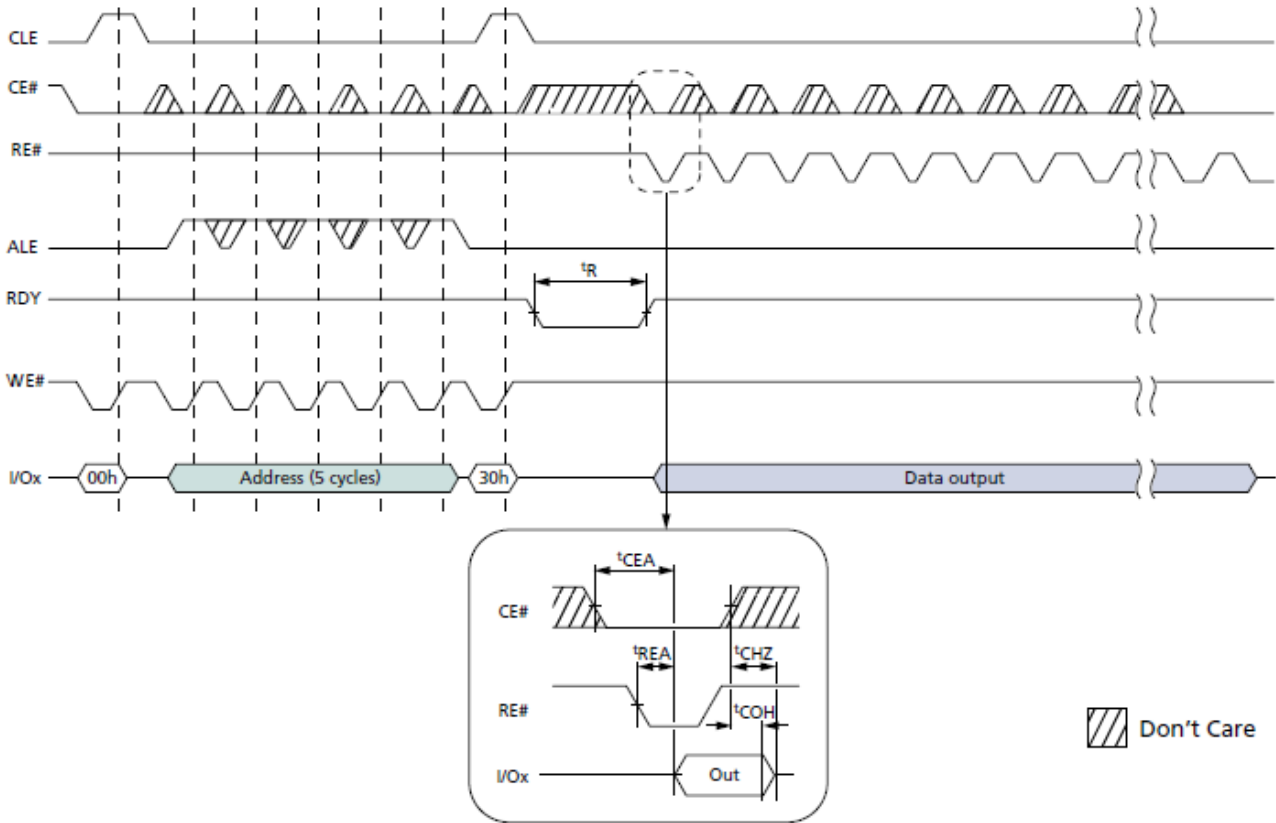 CLE
CE#
RE#
ALE
tR
RDY
WE#
I/Ox 00h Address (5 cycles) 30h Data output
tCEA
CE#
tREA tCHZ
RE#
tCOH
I/Ox Out
Don't Care